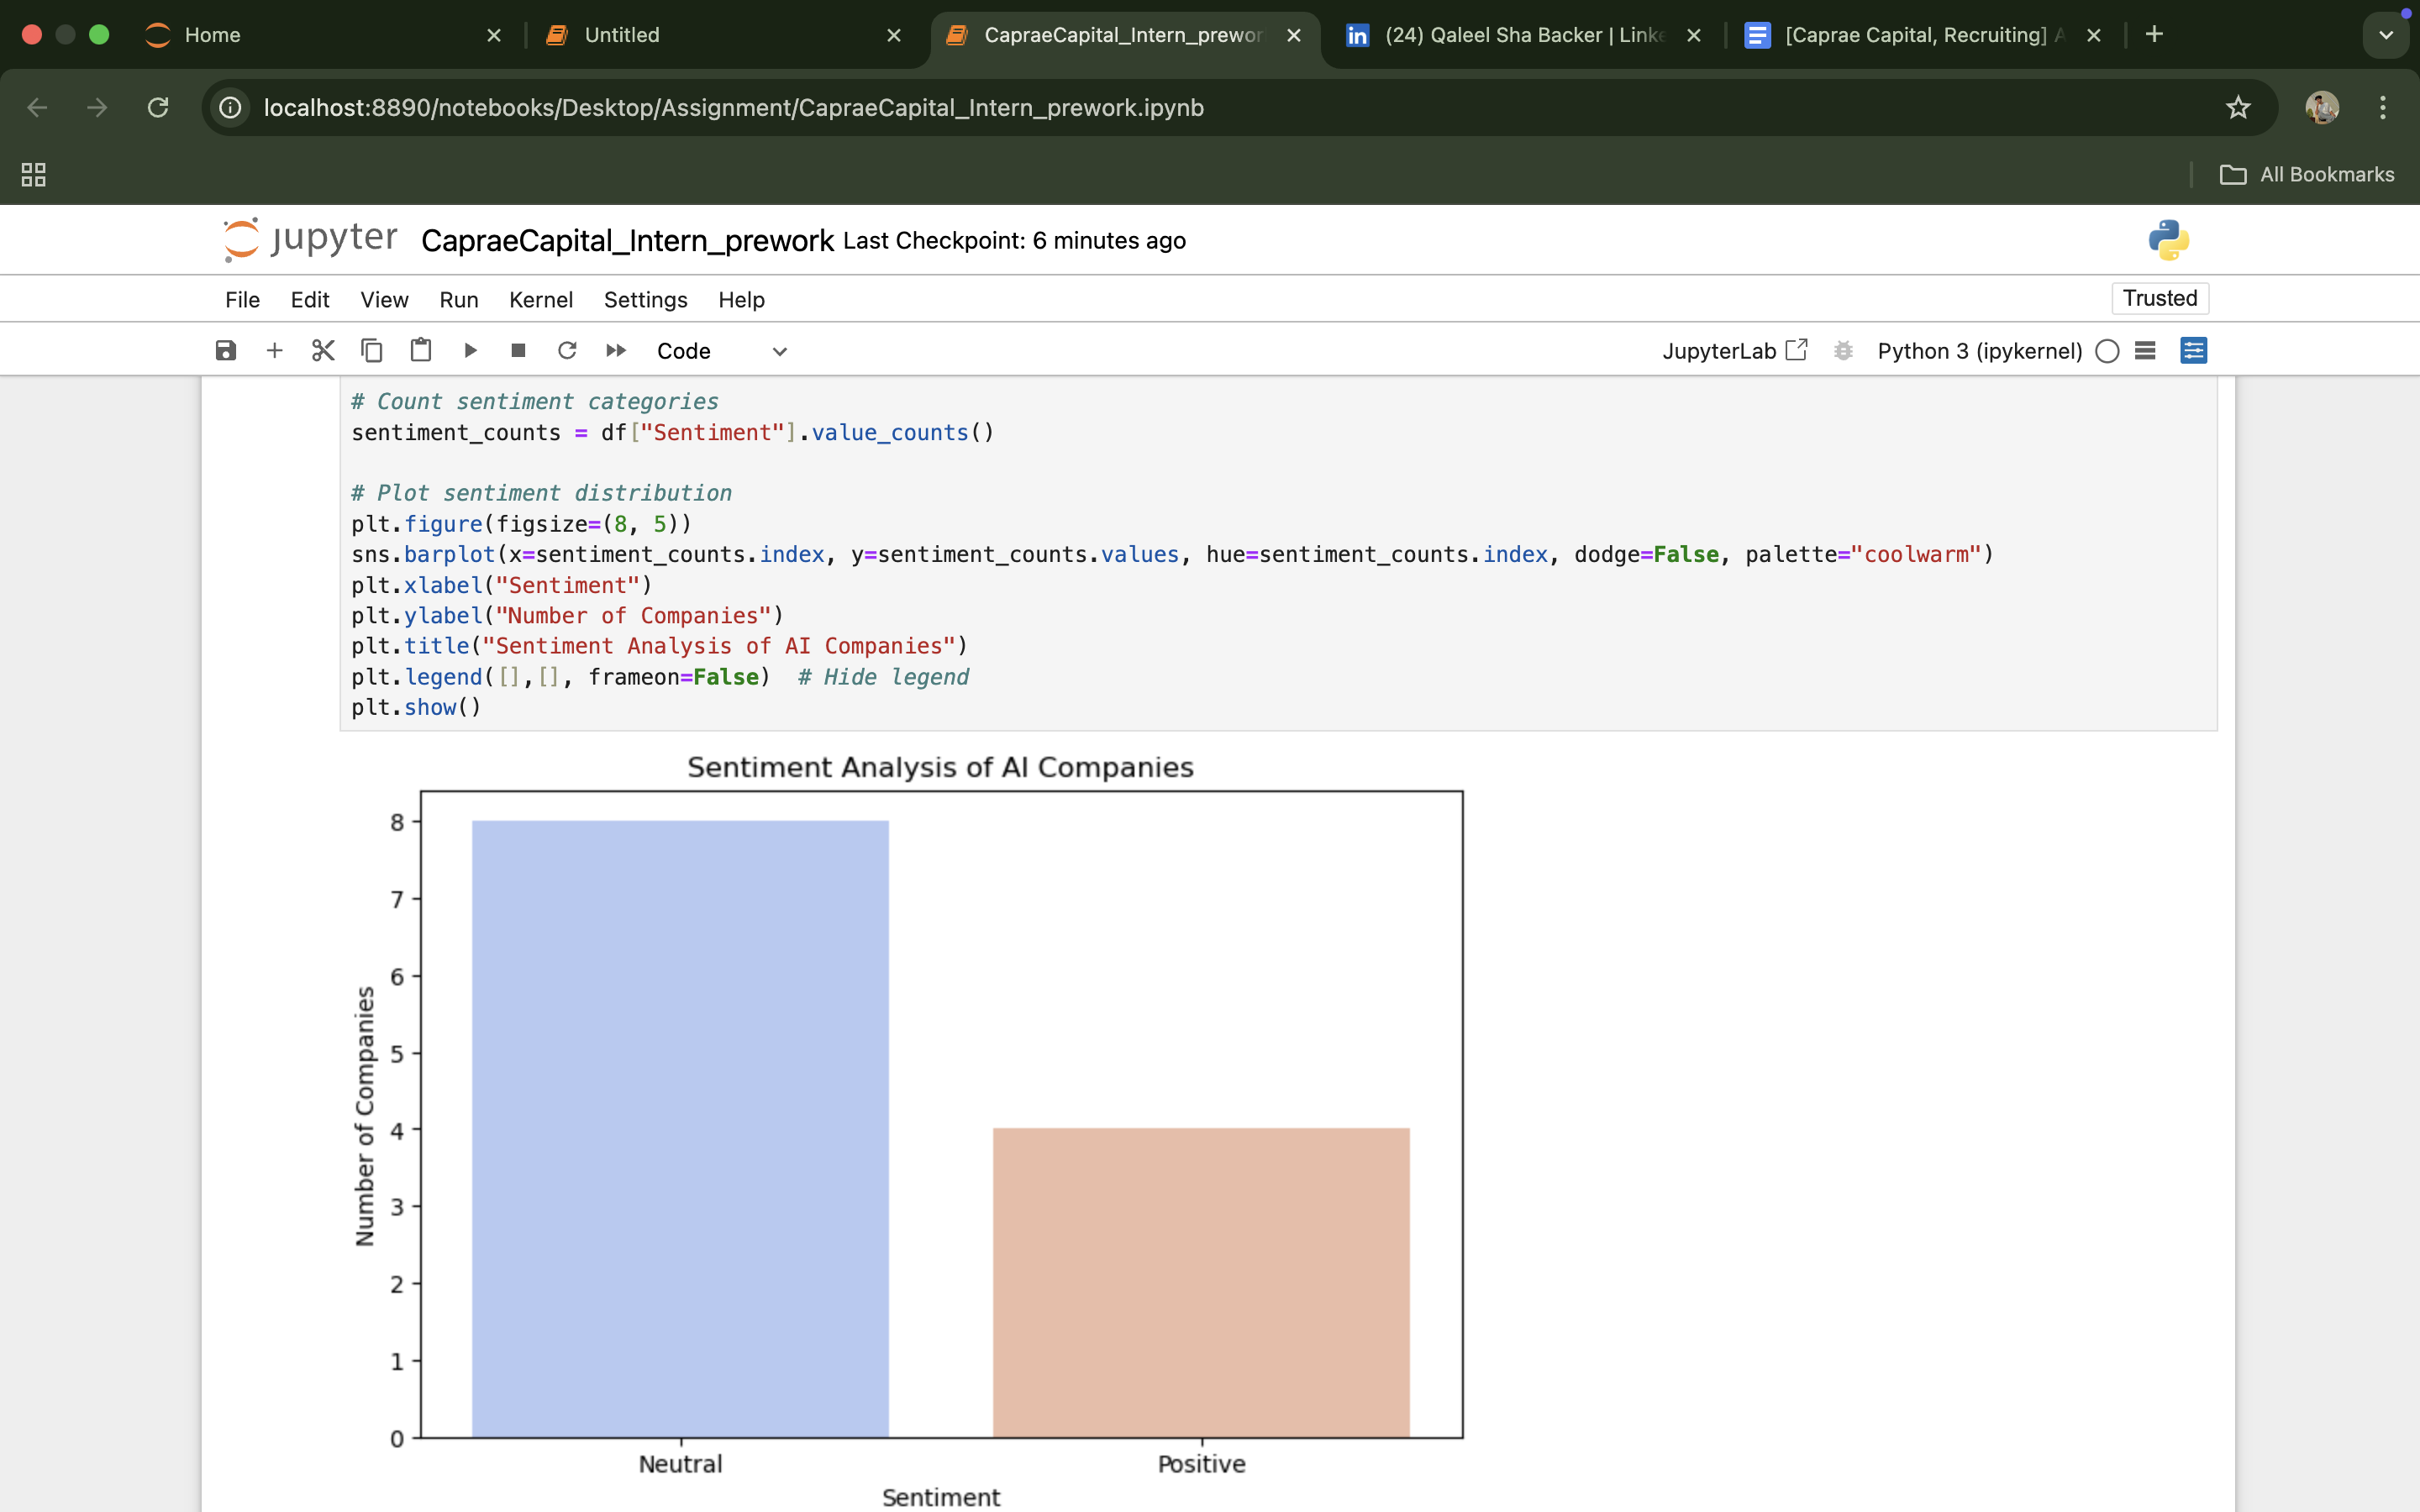 Home
Untitled
CapraeCapital_Intern_prewor
(24) Qaleel Sha Backer | Linke
[Caprae Capital, Recruiting] A
localhost:8890/notebooks/Desktop/Assignment/CapraeCapital_Intern_prework.ipynb
All Bookmarks
jupyter CapraeCapital_Intern_prework Last Checkpoint: 6 minutes ago
File Edit View Run Kernel Settings Help
Trusted
Code
JupyterLab
Python 3 (ipykernel)
# Count sentiment categories
sentiment_counts = df["Sentiment"].value_counts()
# Plot sentiment distribution
plt.figure(figsize=(8, 5))
sns.barplot(x=sentiment_counts.index, y=sentiment_counts.values, hue=sentiment_counts.index, dodge=False, palette="coolwarm")
plt.xlabel("Sentiment")
plt.ylabel("Number of Companies")
plt.title("Sentiment Analysis of AI Companies")
plt.legend([],[], frameon=False)  # Hide legend
plt.show()
Sentiment Analysis of AI Companies
8
7
6
5
4
3
2
1
0
Number of Companies
Neutral
Positive
Sentiment